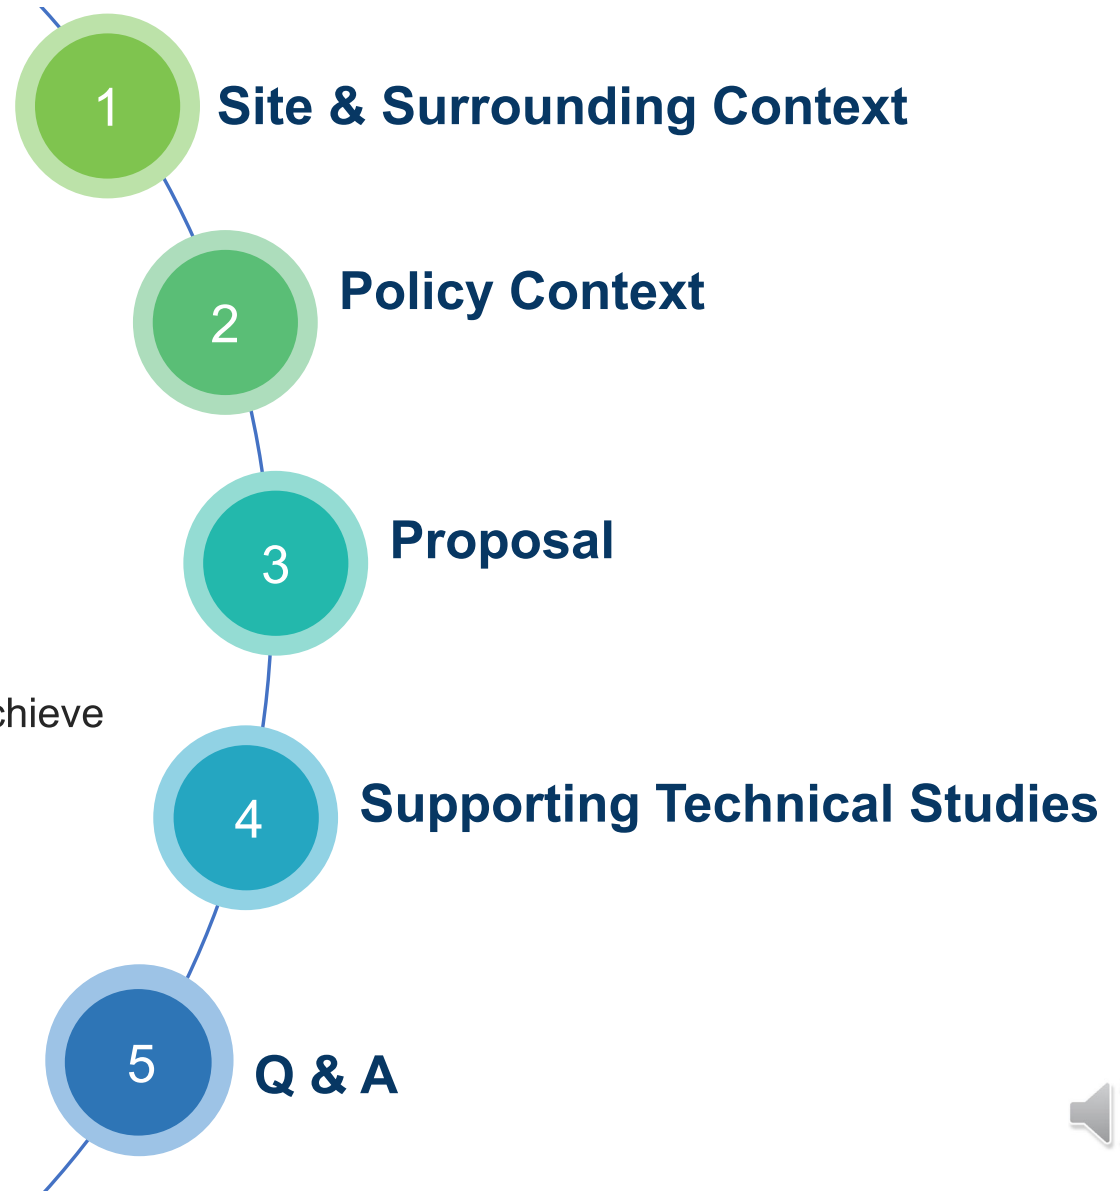 1 Site & Surrounding Context
2 Policy Context
3 Proposal
chieve
4 Supporting Technical Studies
5 Q & A